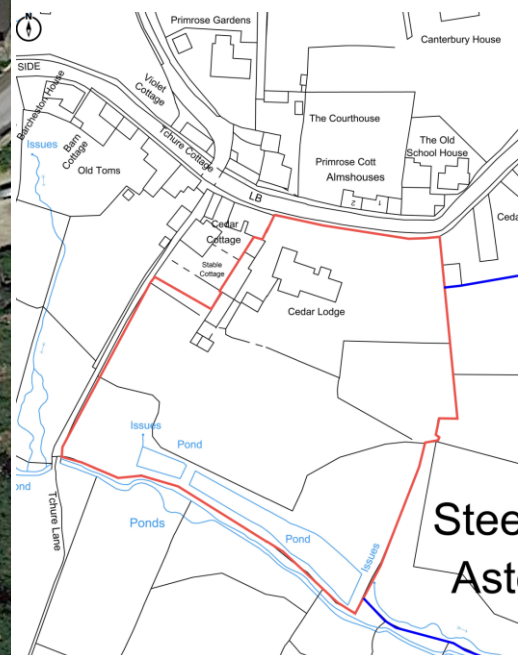 N
Primrose Gardens
Canterbury House
SIDE
Violet
Cottage
Barcheston House
The Courthouse
Barn
Cottage
Tchure Cottage
The Old
School House
Issues
Old Toms
Primrose Cott
Almshouses
2
1
LB
Ceda
Cedar
Cottage
Stable
Cottage
Cedar Lodge
Issues
Pond
ond
Tchure Lane
Ponds
Pond
Issues
Stee
Aste